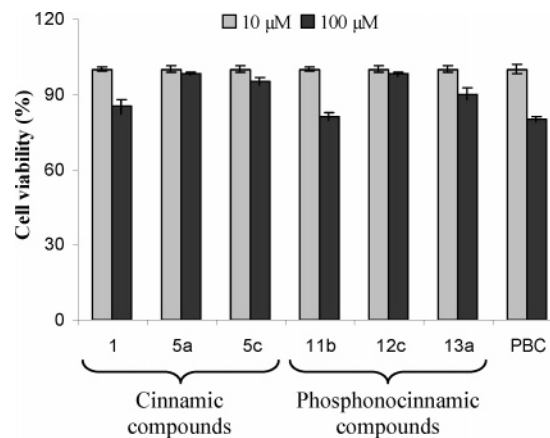 10 µM 100 µM
120
90
60
30
0
Cell viability (%)
1 5a 5c 11b 12c 13a PBC
Cinnamic compounds
Phosphonocinnamic compounds